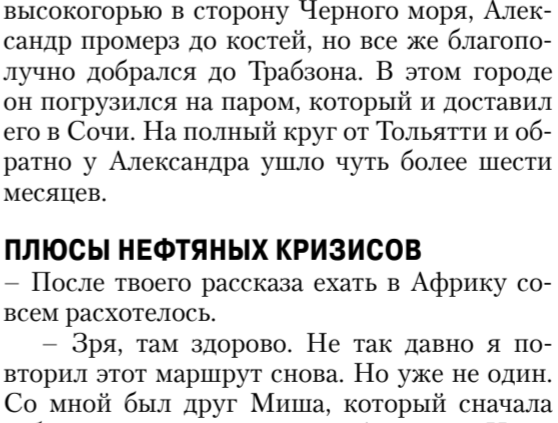 высокогорью в сторону Черного моря, Алек-
сандр промерз до костей, но все же благопо-
лучно добрался до Трабзона. В этом городе
он погрузился на паром, который и доставил
его в Сочи. На полный круг от Тольятти и об-
ратно у Александра ушло чуть более шести
месяцев.
ПЛЮСЫ НЕФТЯНЫХ КРИЗИСОВ
– После твоего рассказа ехать в Африку со-
всем расхотелось.
– Зря, там здорово. Не так давно я по-
вторил этот маршрут снова. Но уже не один.
Со мной был друг Миша, который сначала